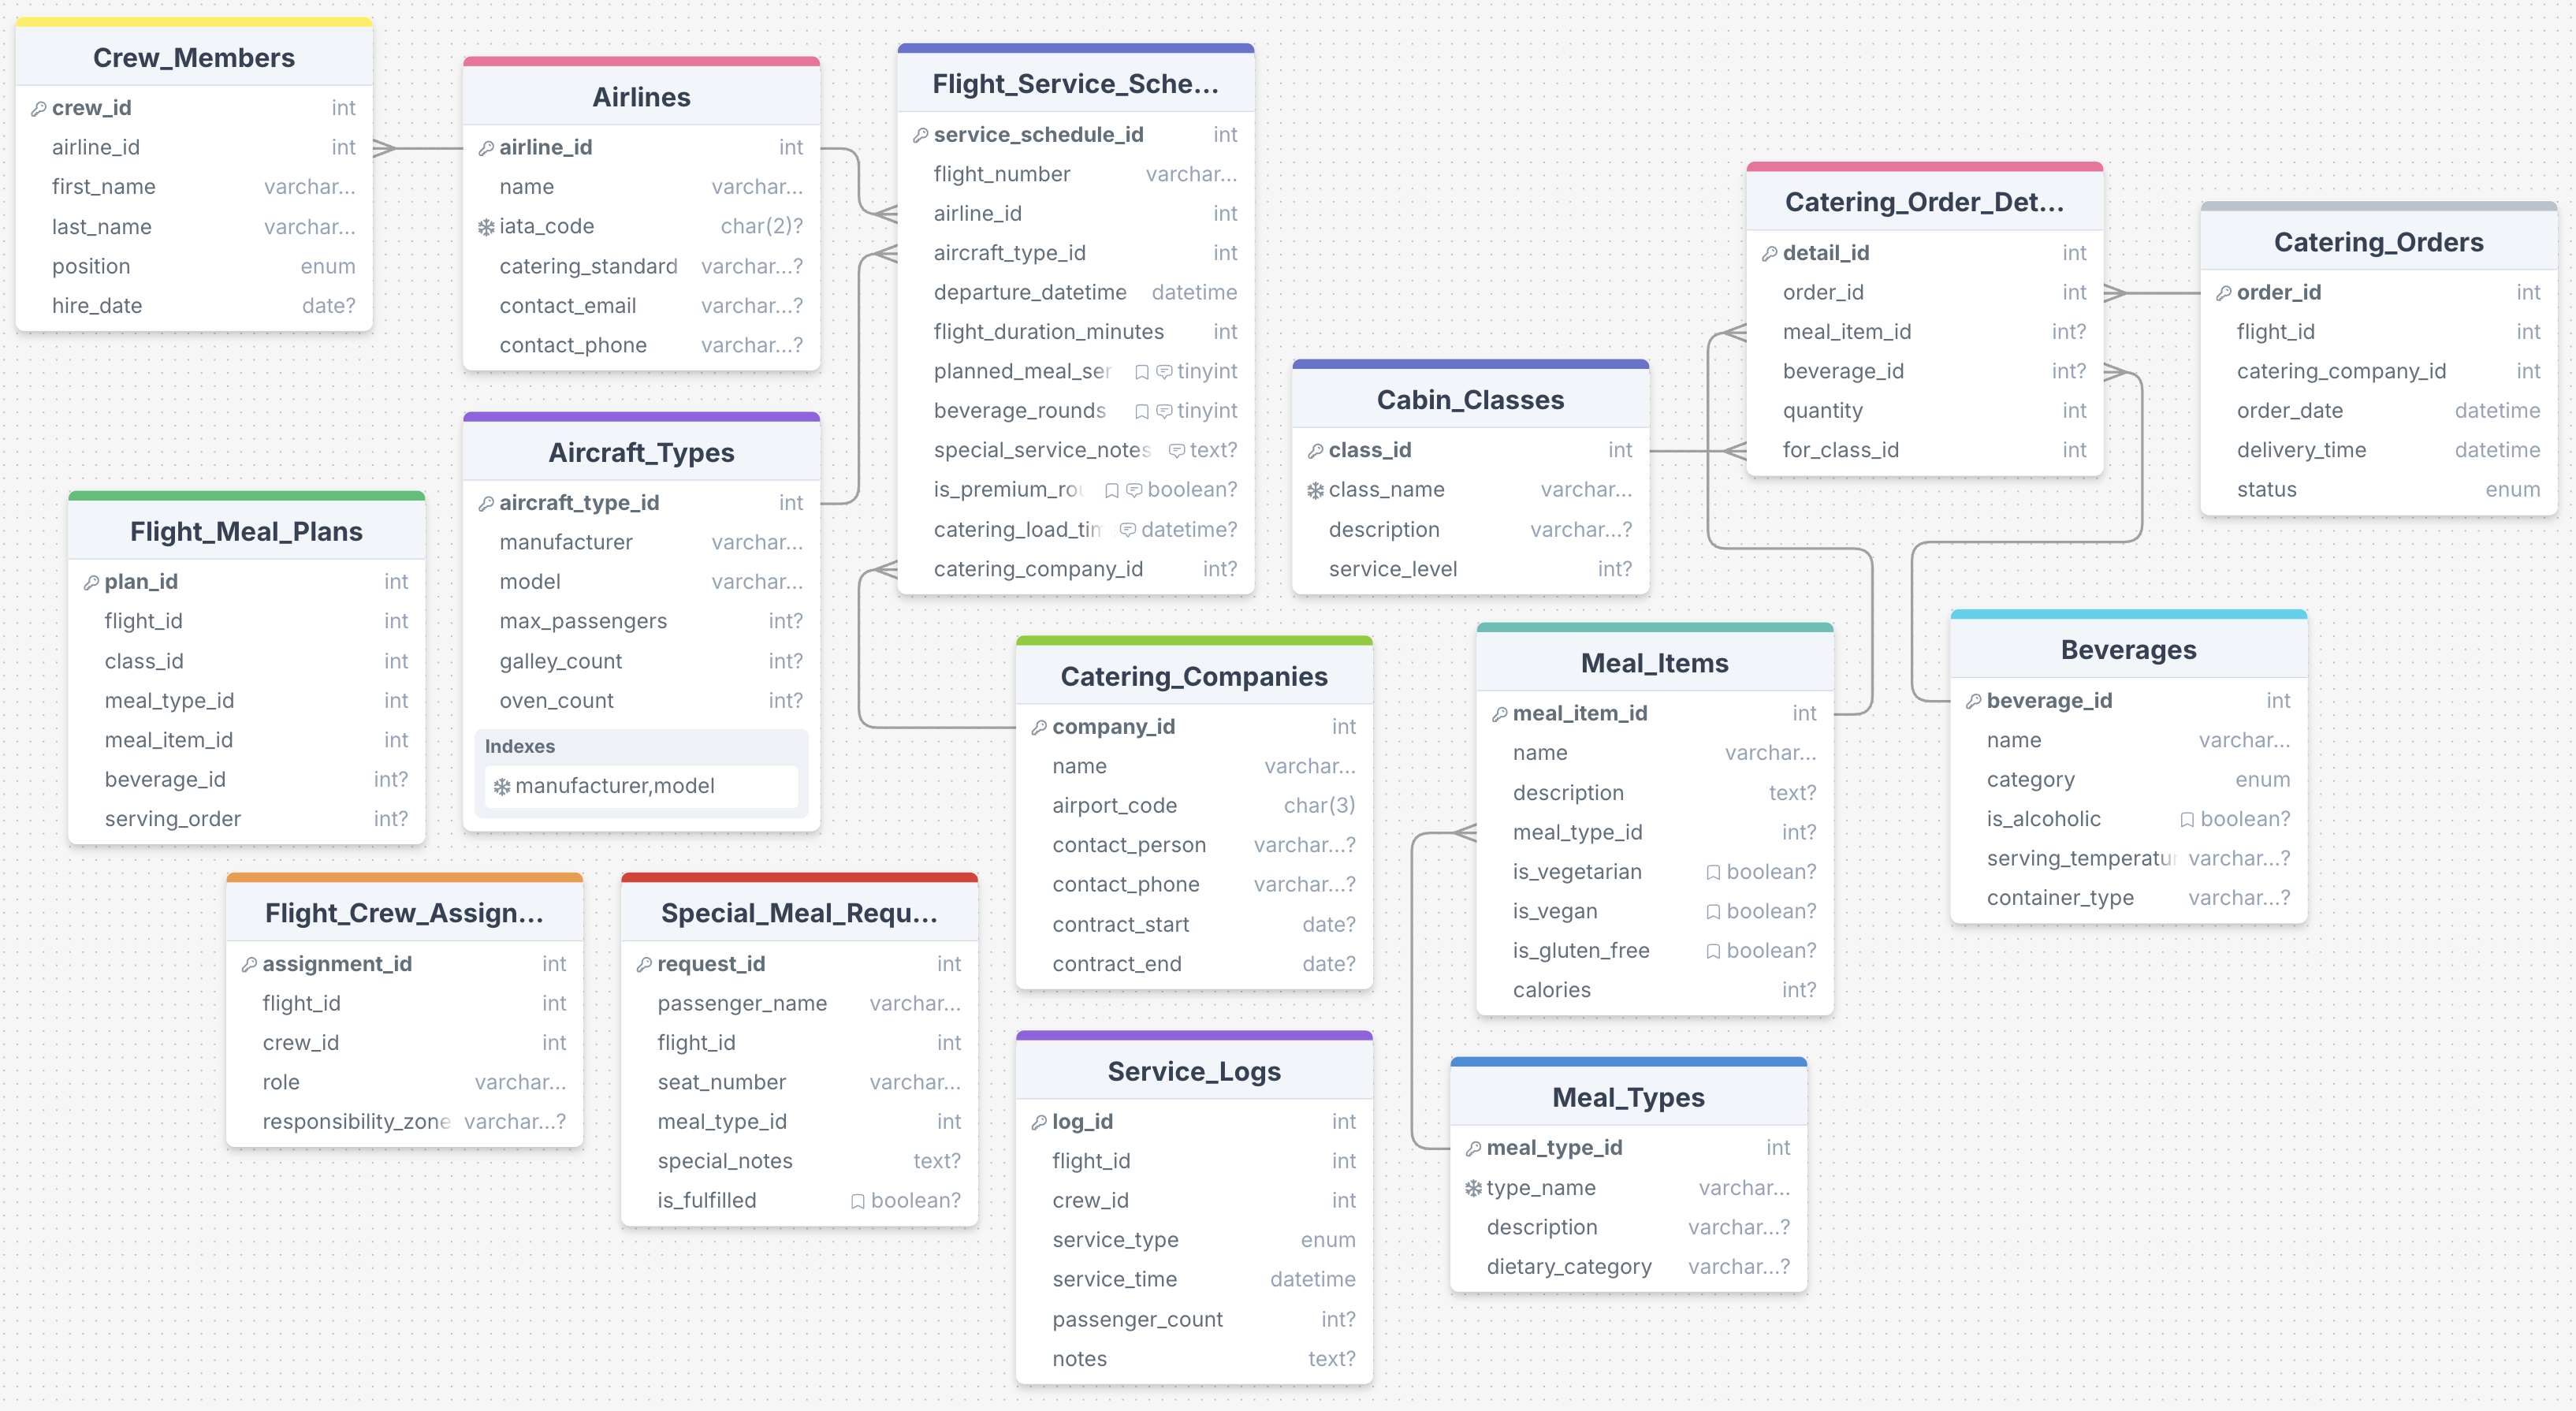 Crew_Members
crew_id int
airline_id int
first_name varchar...
last_name varchar...
position enum
hire_date date?
Airlines
airline_id int
name varchar...
iata_code char(2)?
catering_standard varchar...?
contact_email varchar...?
contact_phone varchar...?
Flight_Service_Sche...
service_schedule_id int
flight_number varchar...
airline_id int
aircraft_type_id int
departure_datetime datetime
flight_duration_minutes int
planned_meal_ser tinyint
beverage_rounds tinyint
special_service_notes text?
is_premium_rou boolean?
catering_load_tim datetime?
catering_company_id int?
Catering_Order_Det...
detail_id int
order_id int
meal_item_id int?
beverage_id int?
quantity int
for_class_id int
Catering_Orders
order_id int
flight_id int
catering_company_id int
order_date datetime
delivery_time datetime
status enum
Cabin_Classes
class_id int
class_name varchar...
description varchar...?
service_level int?
Aircraft_Types
aircraft_type_id int
manufacturer varchar...
model varchar...
max_passengers int?
galley_count int?
oven_count int?
Indexes
manufacturer,model
Flight_Meal_Plans
plan_id int
flight_id int
class_id int
meal_type_id int
meal_item_id int
beverage_id int?
serving_order int?
Catering_Companies
company_id int
name varchar...
airport_code char(3)
contact_person varchar...?
contact_phone varchar...?
contract_start date?
contract_end date?
Meal_Items
meal_item_id int
name varchar...
description text?
meal_type_id int?
is_vegetarian boolean?
is_vegan boolean?
is_gluten_free boolean?
calories int?
Beverages
beverage_id int
name varchar...
category enum
is_alcoholic boolean?
serving_temperatur varchar...?
container_type varchar...?
Flight_Crew_Assign...
assignment_id int
flight_id int
crew_id int
role varchar...
responsibility_zone varchar...?
Special_Meal_Requ...
request_id int
passenger_name varchar...
flight_id int
seat_number varchar...
meal_type_id int
special_notes text?
is_fulfilled boolean?
Service_Logs
log_id int
flight_id int
crew_id int
service_type enum
service_time datetime
passenger_count int?
notes text?
Meal_Types
meal_type_id int
type_name varchar...
description varchar...?
dietary_category varchar...?